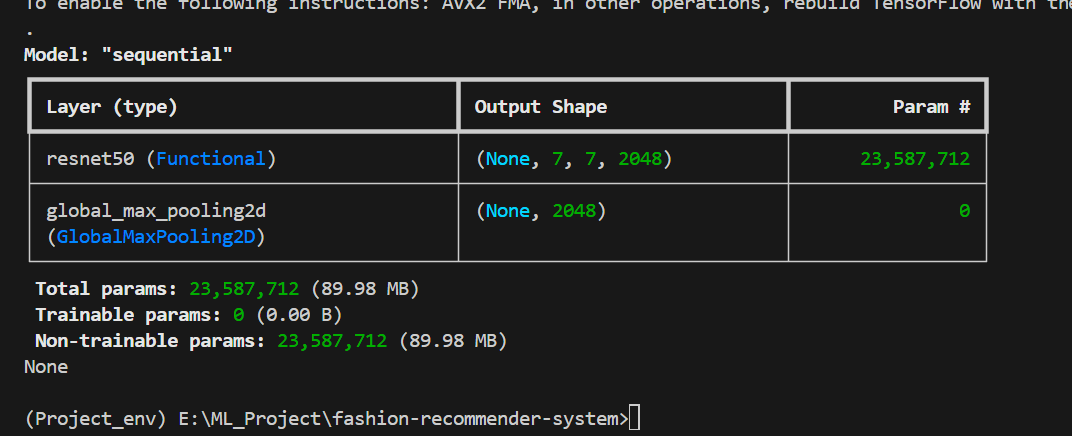 To enable the following instructions: AVX2 FMA, in other operations, rebuild TensorFlow with the
.
Model: "sequential"
Layer (type) Output Shape Param #
resnet50 (Functional) (None, 7, 7, 2048) 23,587,712
global_max_pooling2d (None, 2048) 0
(GlobalMaxPooling2D)
Total params: 23,587,712 (89.98 MB)
Trainable params: 0 (0.00 B)
Non-trainable params: 23,587,712 (89.98 MB)
None
(Project_env) E:\ML_Project\fashion-recommender-system>